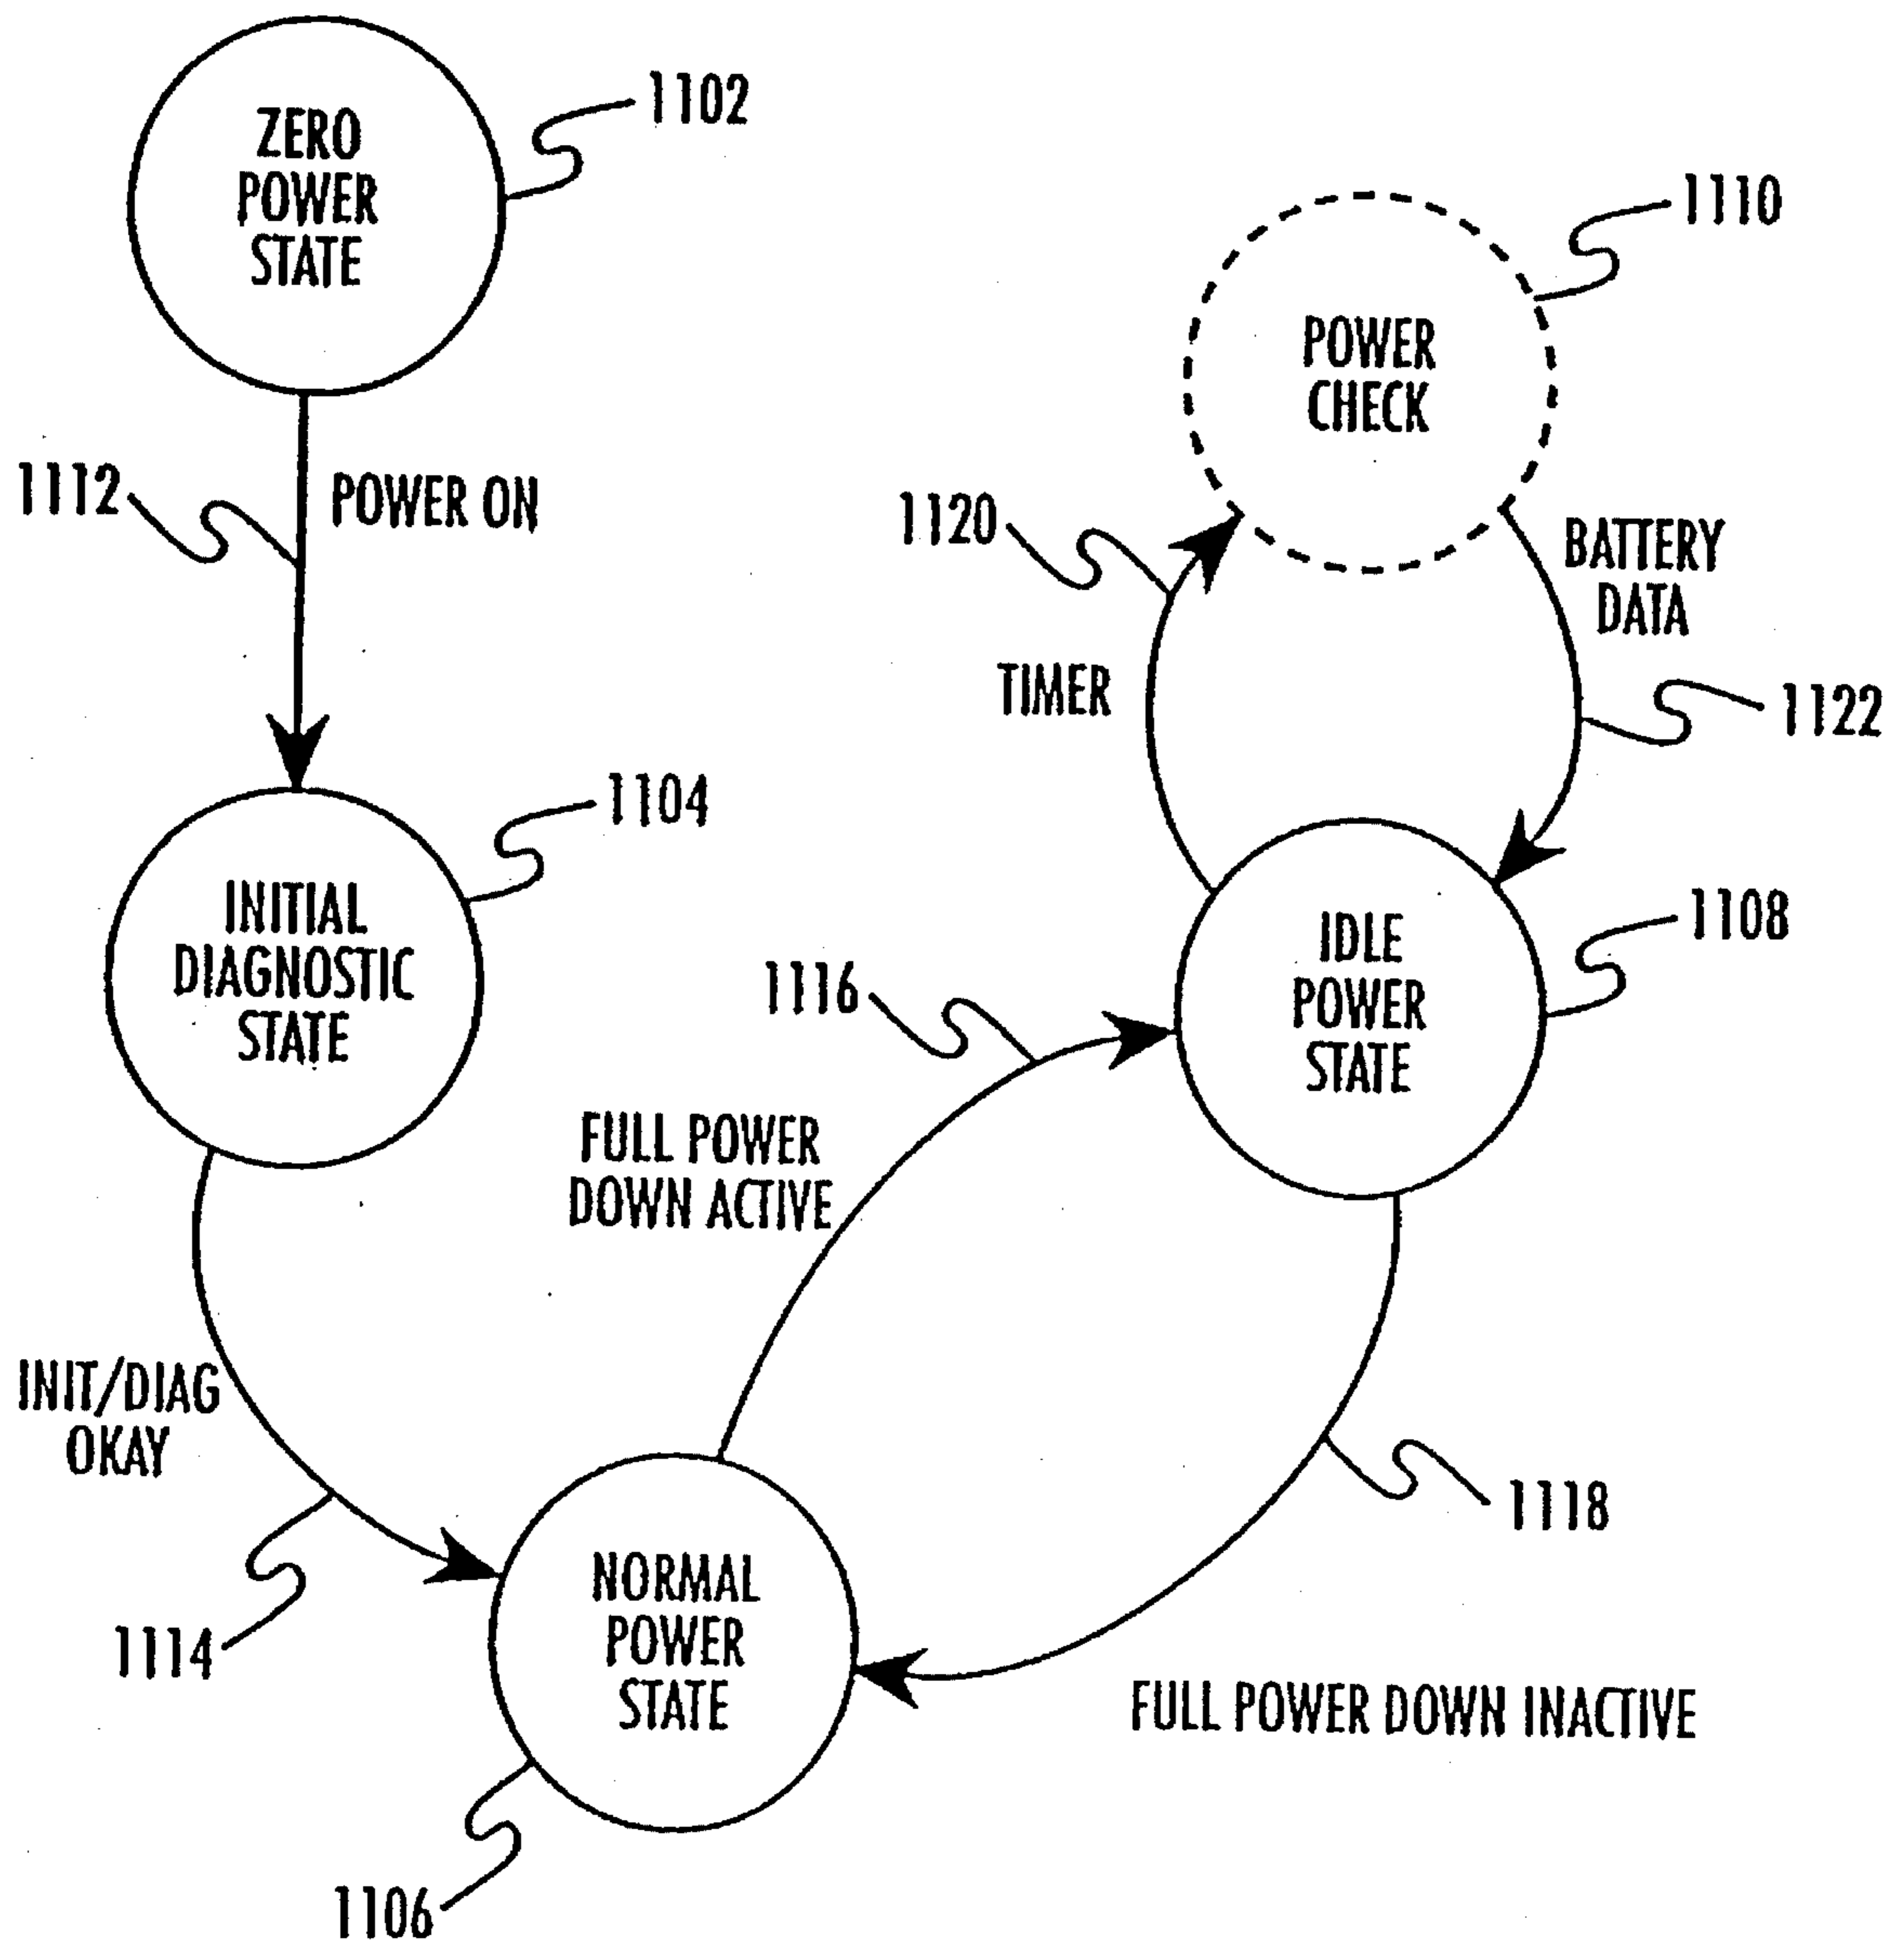 ZERO
POWER
STATE
1102
1110
POWER
CHECK
1112
POWER ON
1120
BATTERY
DATA
TIMER
1122
1104
INITIAL
DIAGNOSTIC
STATE
1108
IDLE
POWER
STATE
1116
FULL POWER
DOWN ACTIVE
INIT/DIAG
OKAY
1118
NORMAL
POWER
STATE
1114
FULL POWER DOWN INACTIVE
1106